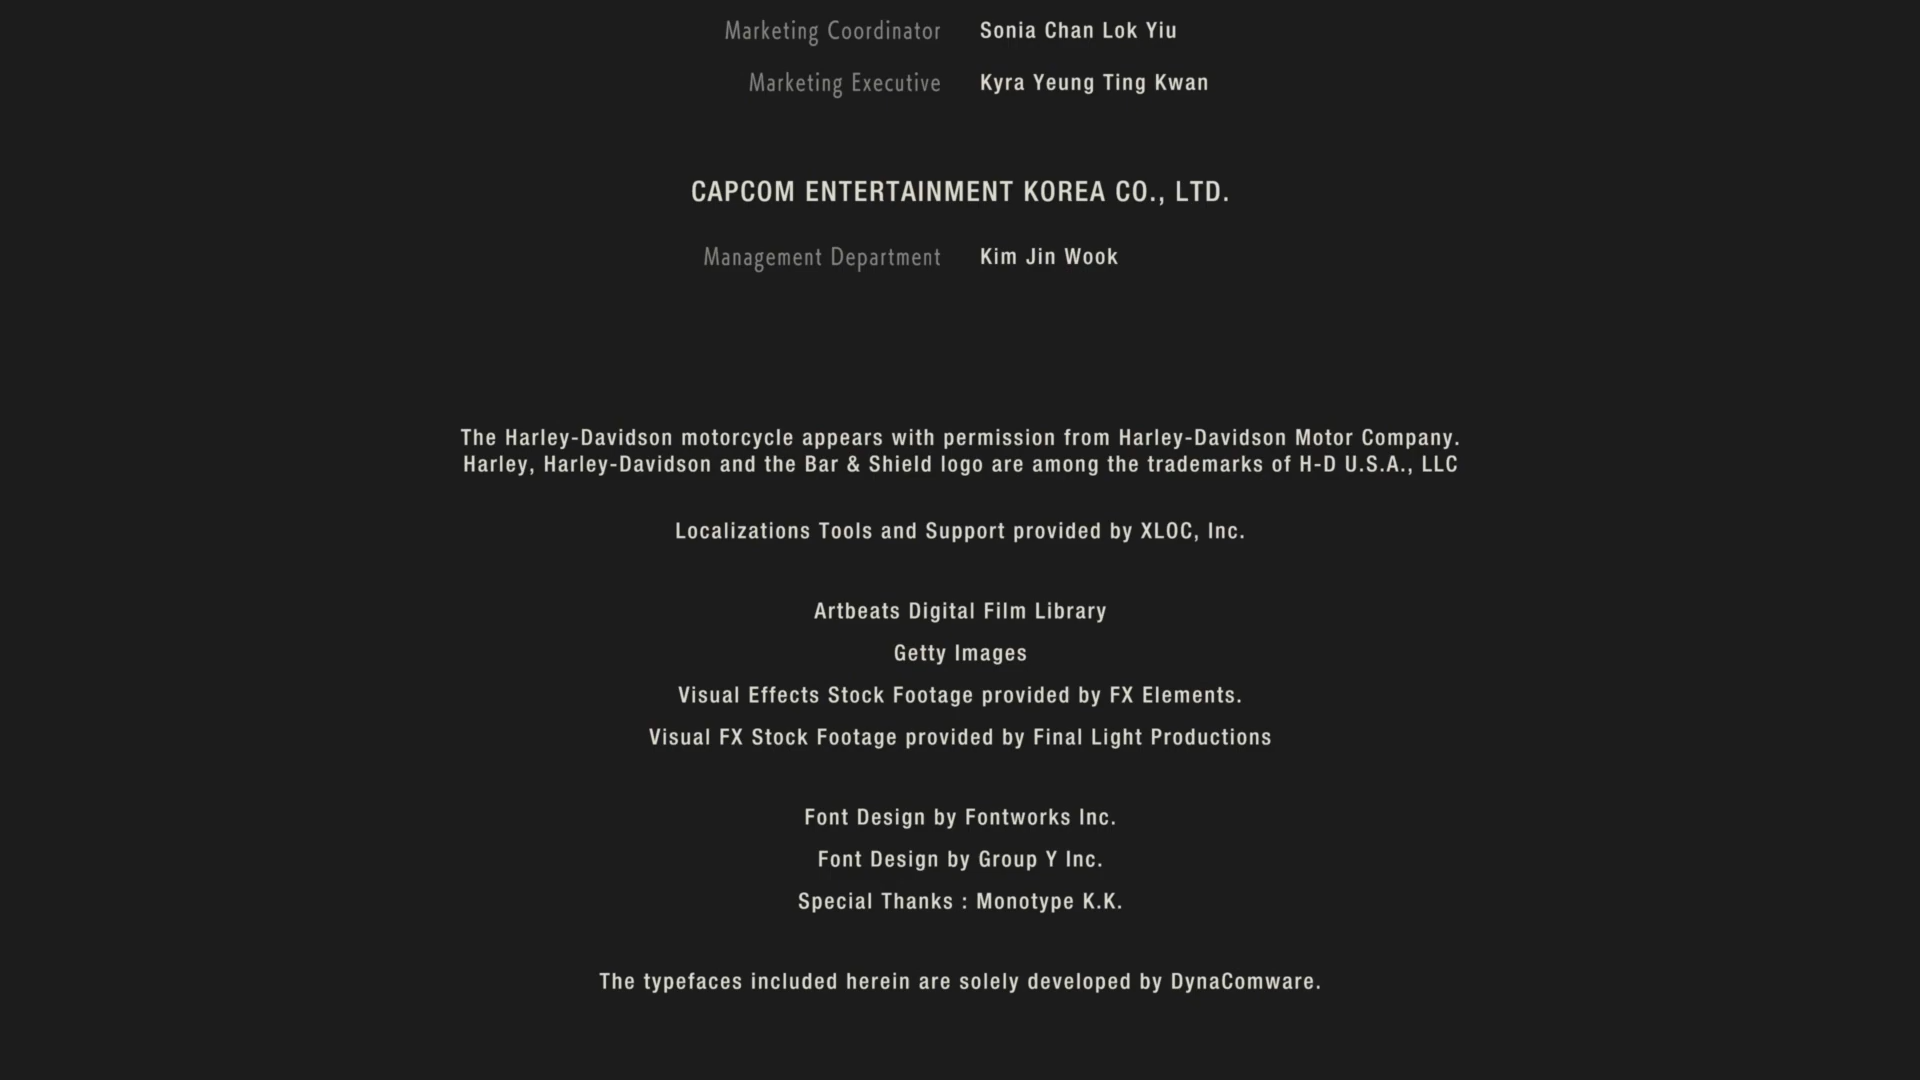 Marketing Coordinator Sonia Chan Lok Yiu
Marketing Executive Kyra Yeung Ting Kwan
CAPCOM ENTERTAINMENT KOREA CO., LTD.
Management Department Kim Jin Wook
The Harley-Davidson motorcycle appears with permission from Harley-Davidson Motor Company.
Harley, Harley-Davidson and the Bar & Shield logo are among the trademarks of H-D U.S.A., LLC
Localizations Tools and Support provided by XLOC, Inc.
Artbeats Digital Film Library
Getty Images
Visual Effects Stock Footage provided by FX Elements.
Visual FX Stock Footage provided by Final Light Productions
Font Design by Fontworks Inc.
Font Design by Group Y Inc.
Special Thanks : Monotype K.K.
The typefaces included herein are solely developed by DynaComware.